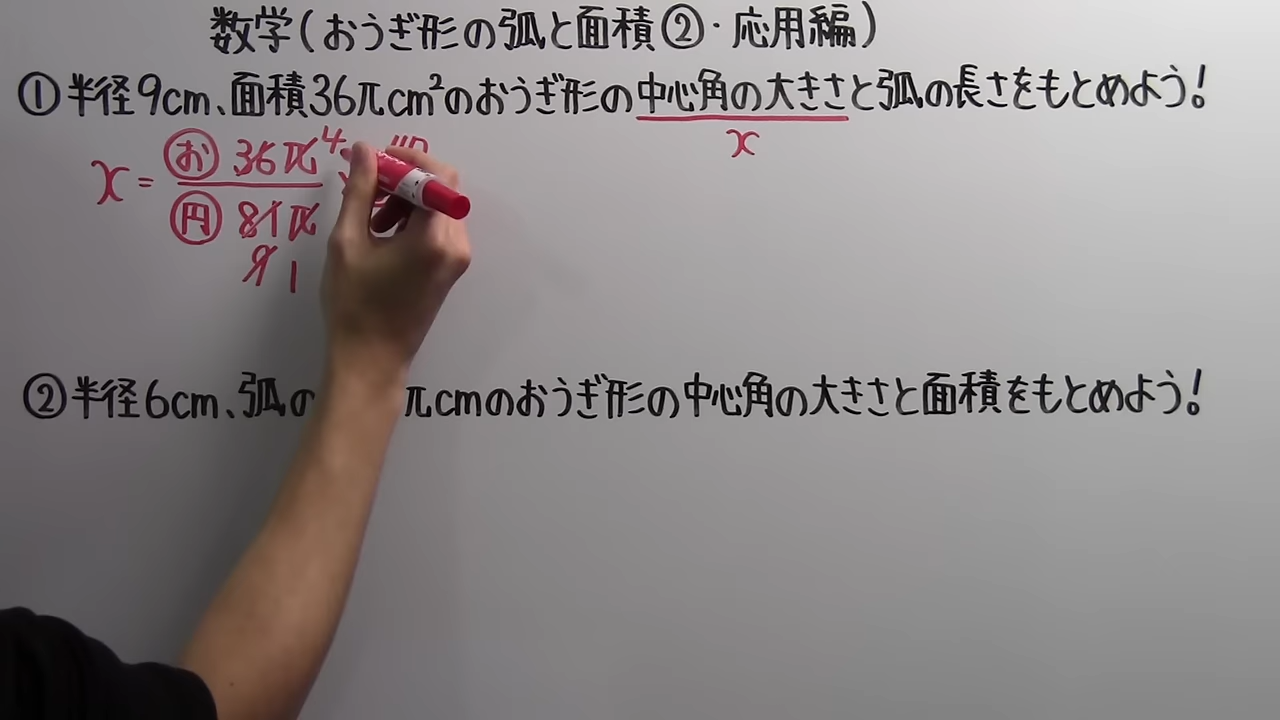 数学(おうぎ形の弧と面積②・応用編)
①半径9cm、面積36πcm²のおうぎ形の中心角の大きさと弧の長さをもとめよう!
x
x = お 36π 4
円 81π
9 1
②半径6cm、弧の πcmのおうぎ形の中心角の大きさと面積をもとめよう!